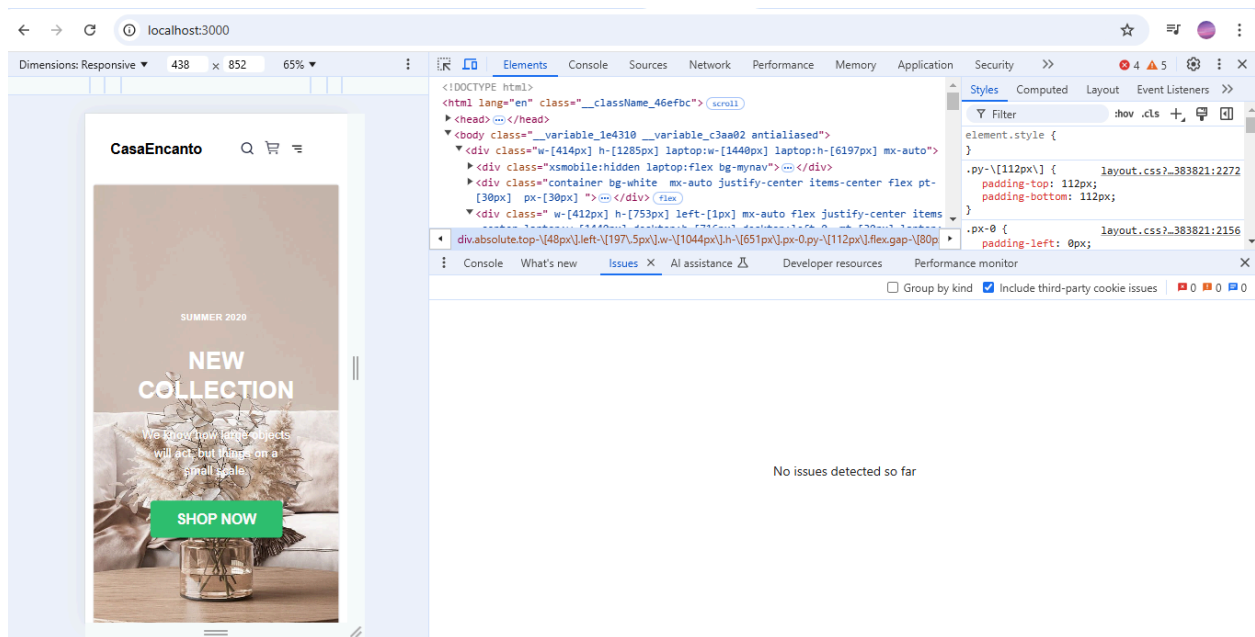 localhost:3000
Dimensions: Responsive ▼ 438 × 852 65% ▼
Elements Console Sources Network Performance Memory Application Security 4 5
CasaEncanto
SUMMER 2020
NEW
COLLECTION
We know how large objects
will act, but things on a
small scale.
SHOP NOW
<!DOCTYPE html>
<html lang="en" class="__className_46efbc"> scroll
<head> </head>
<body class="__variable_1e4310 __variable_c3aa02 antialiased">
<div class="w-[414px] h-[1285px] laptop:w-[1440px] laptop:h-[6197px] mx-auto">
<div class="xsmobile:hidden laptop:flex bg-mynav"> </div>
<div class="container bg-white mx-auto justify-center items-center flex pt-
[30px] px-[30px] "> </div> flex
<div class=" w-[412px] h-[753px] left-[1px] mx-auto flex justify-center items
div.absolute.top-\[48px\].left-\[197\.5px\].w-\[1044px\].h-\[651px\].px-0.py-\[112px\].flex.gap-\[80p
Styles Computed Layout Event Listeners
Filter :hov .cls
element.style {
}
.py-\[112px\] { layout.css?…383821:2272
padding-top: 112px;
padding-bottom: 112px;
}
.px-0 { layout.css?…383821:2156
padding-left: 0px;
Console What's new Issues AI assistance Developer resources Performance monitor
Group by kind Include third-party cookie issues 0 0 0
No issues detected so far